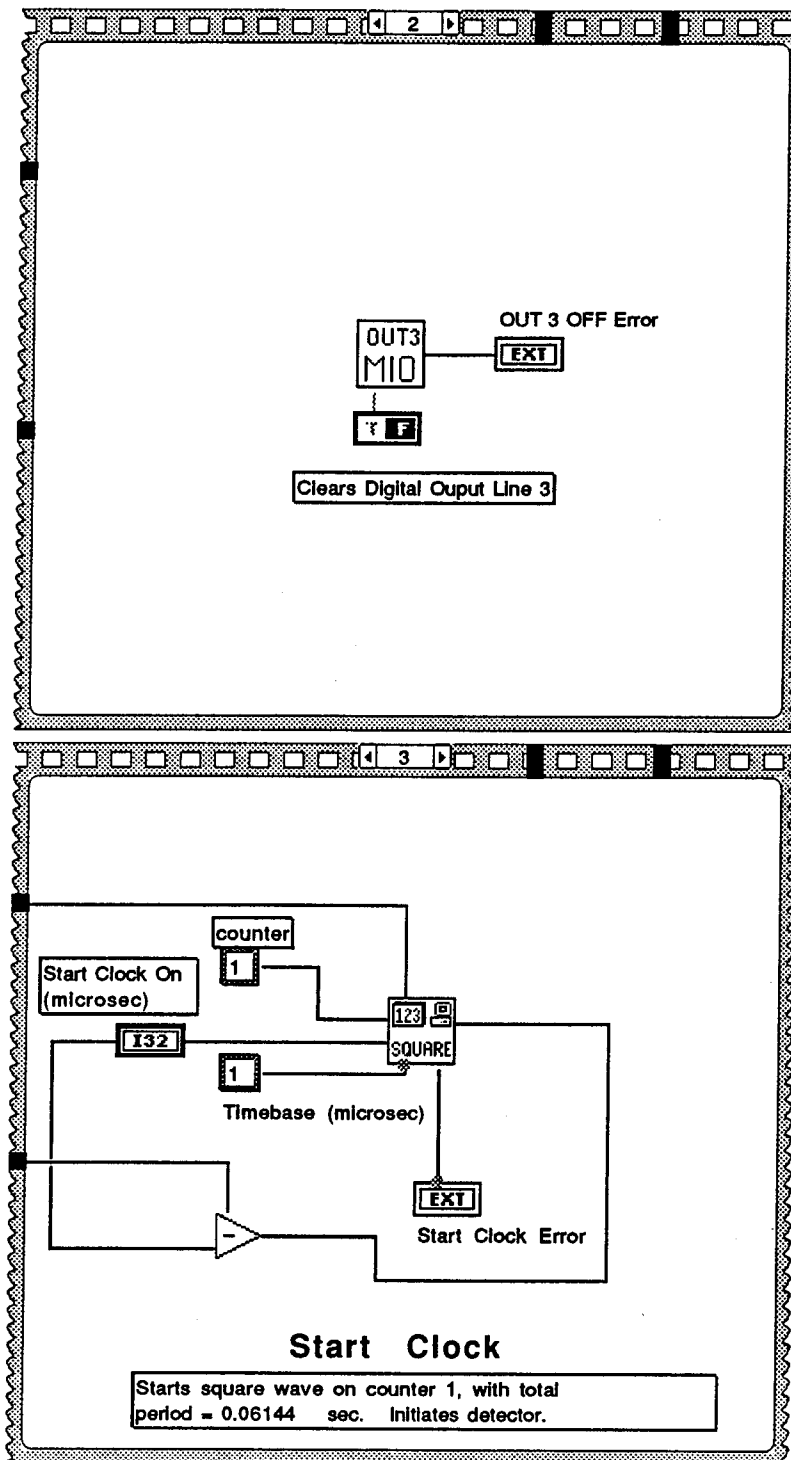 2
OUT3
MIO
OUT 3 OFF Error
EXT
T F
Clears Digital Ouput Line 3
3
counter
1
Start Clock On
(microsec)
I32
123
SQUARE
1
Timebase (microsec)
EXT
Start Clock Error
-
Start Clock
Starts square wave on counter 1, with total
period = 0.06144 sec. Initiates detector.